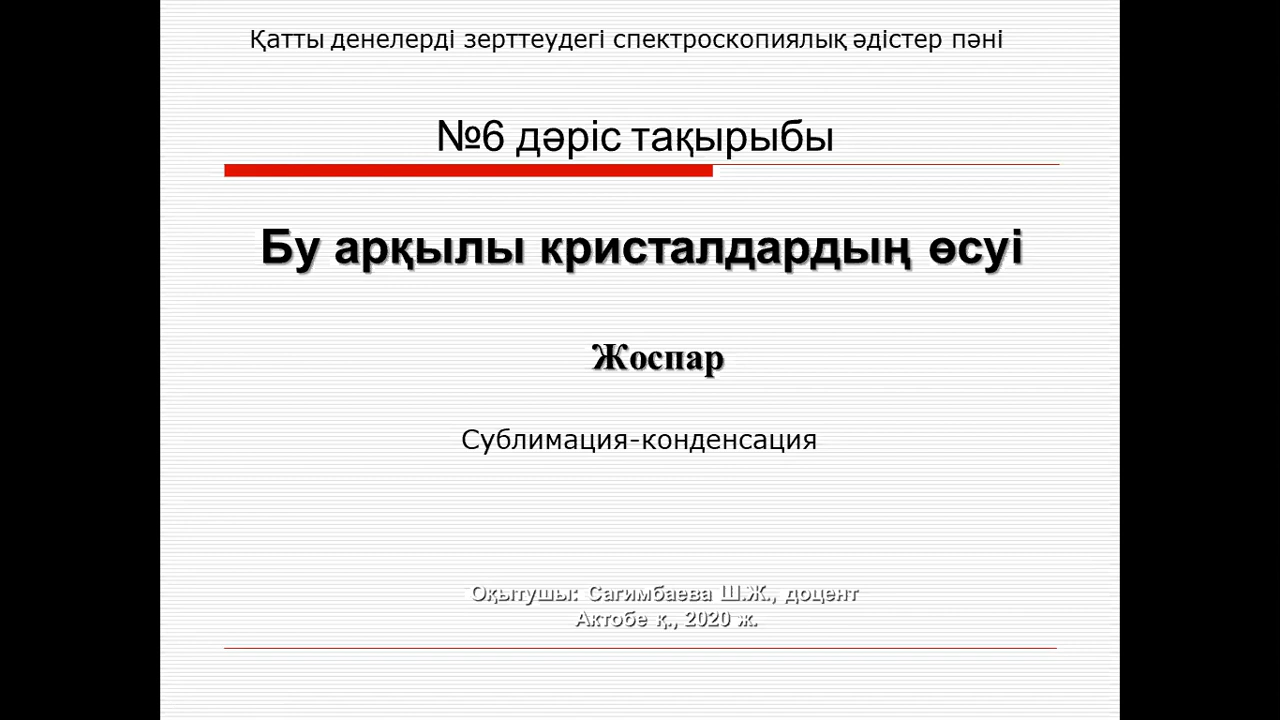 Қатты денелерді зерттеудегі спектроскопиялық әдістер пәні
№6 дәріс тақырыбы
Бу арқылы кристалдардың өсуі
Жоспар
Сублимация-конденсация
Оқытушы: Сагимбаева Ш.Ж., доцент
Актобе қ., 2020 ж.